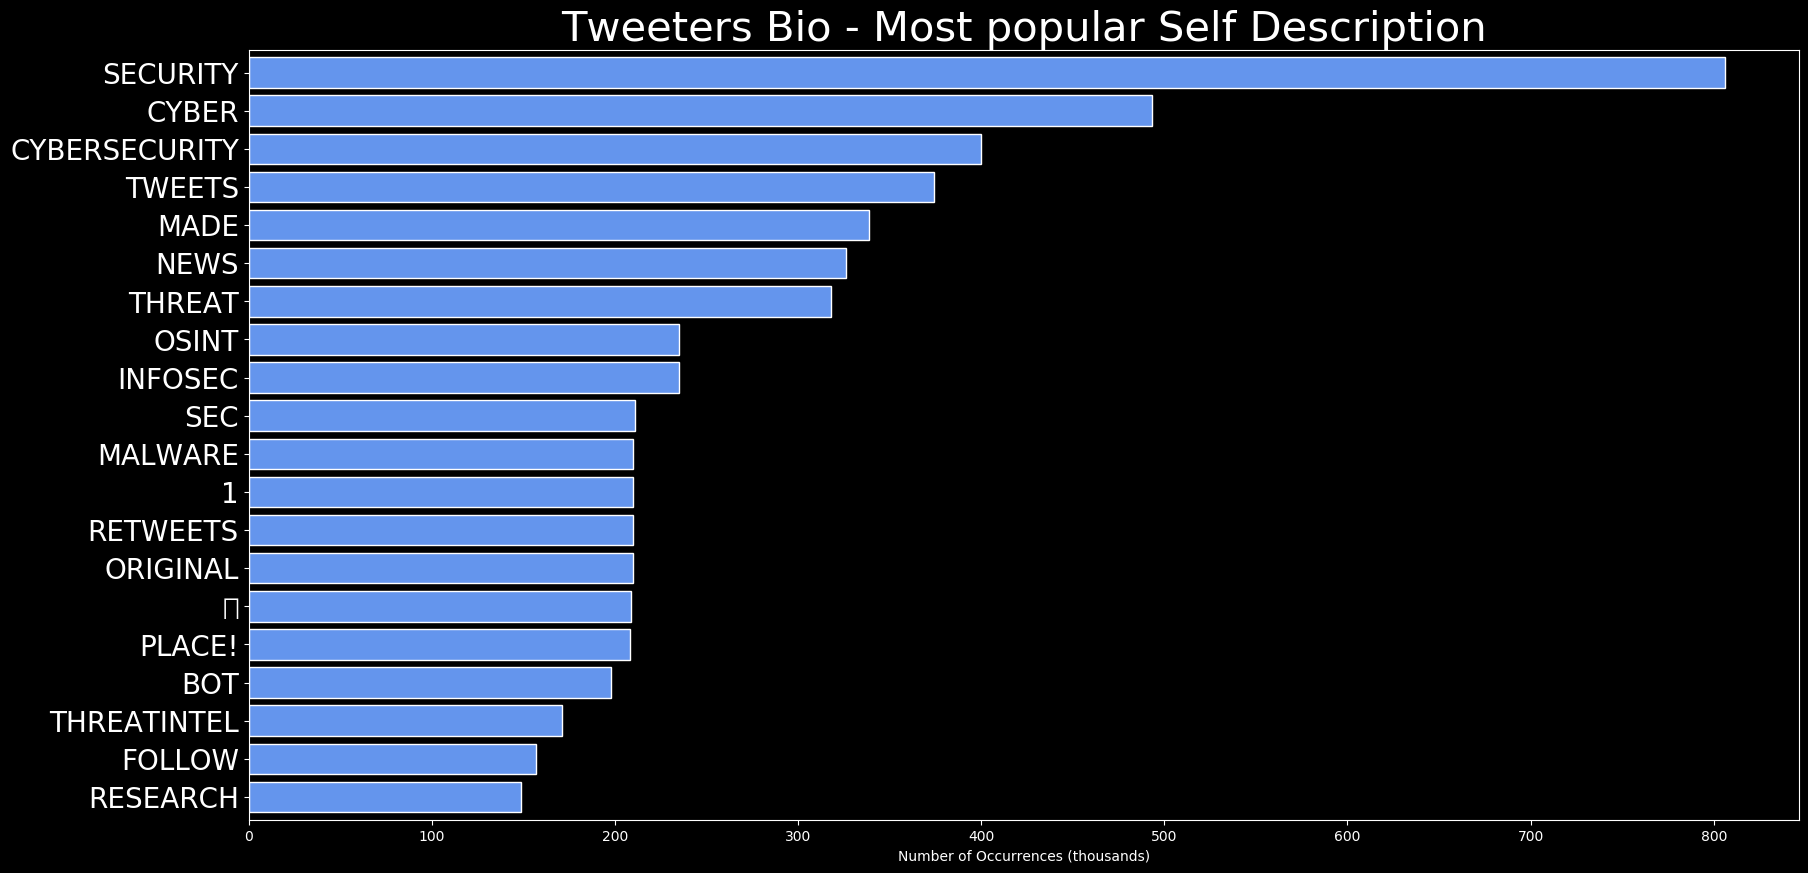 Tweeters Bio - Most popular Self Description
SECURITY
CYBER
CYBERSECURITY
TWEETS
MADE
NEWS
THREAT
OSINT
INFOSEC
SEC
MALWARE
1
RETWEETS
ORIGINAL
PLACE!
BOT
THREATINTEL
FOLLOW
RESEARCH
0 100 200 300 400 500 600 700 800
Number of Occurrences (thousands)